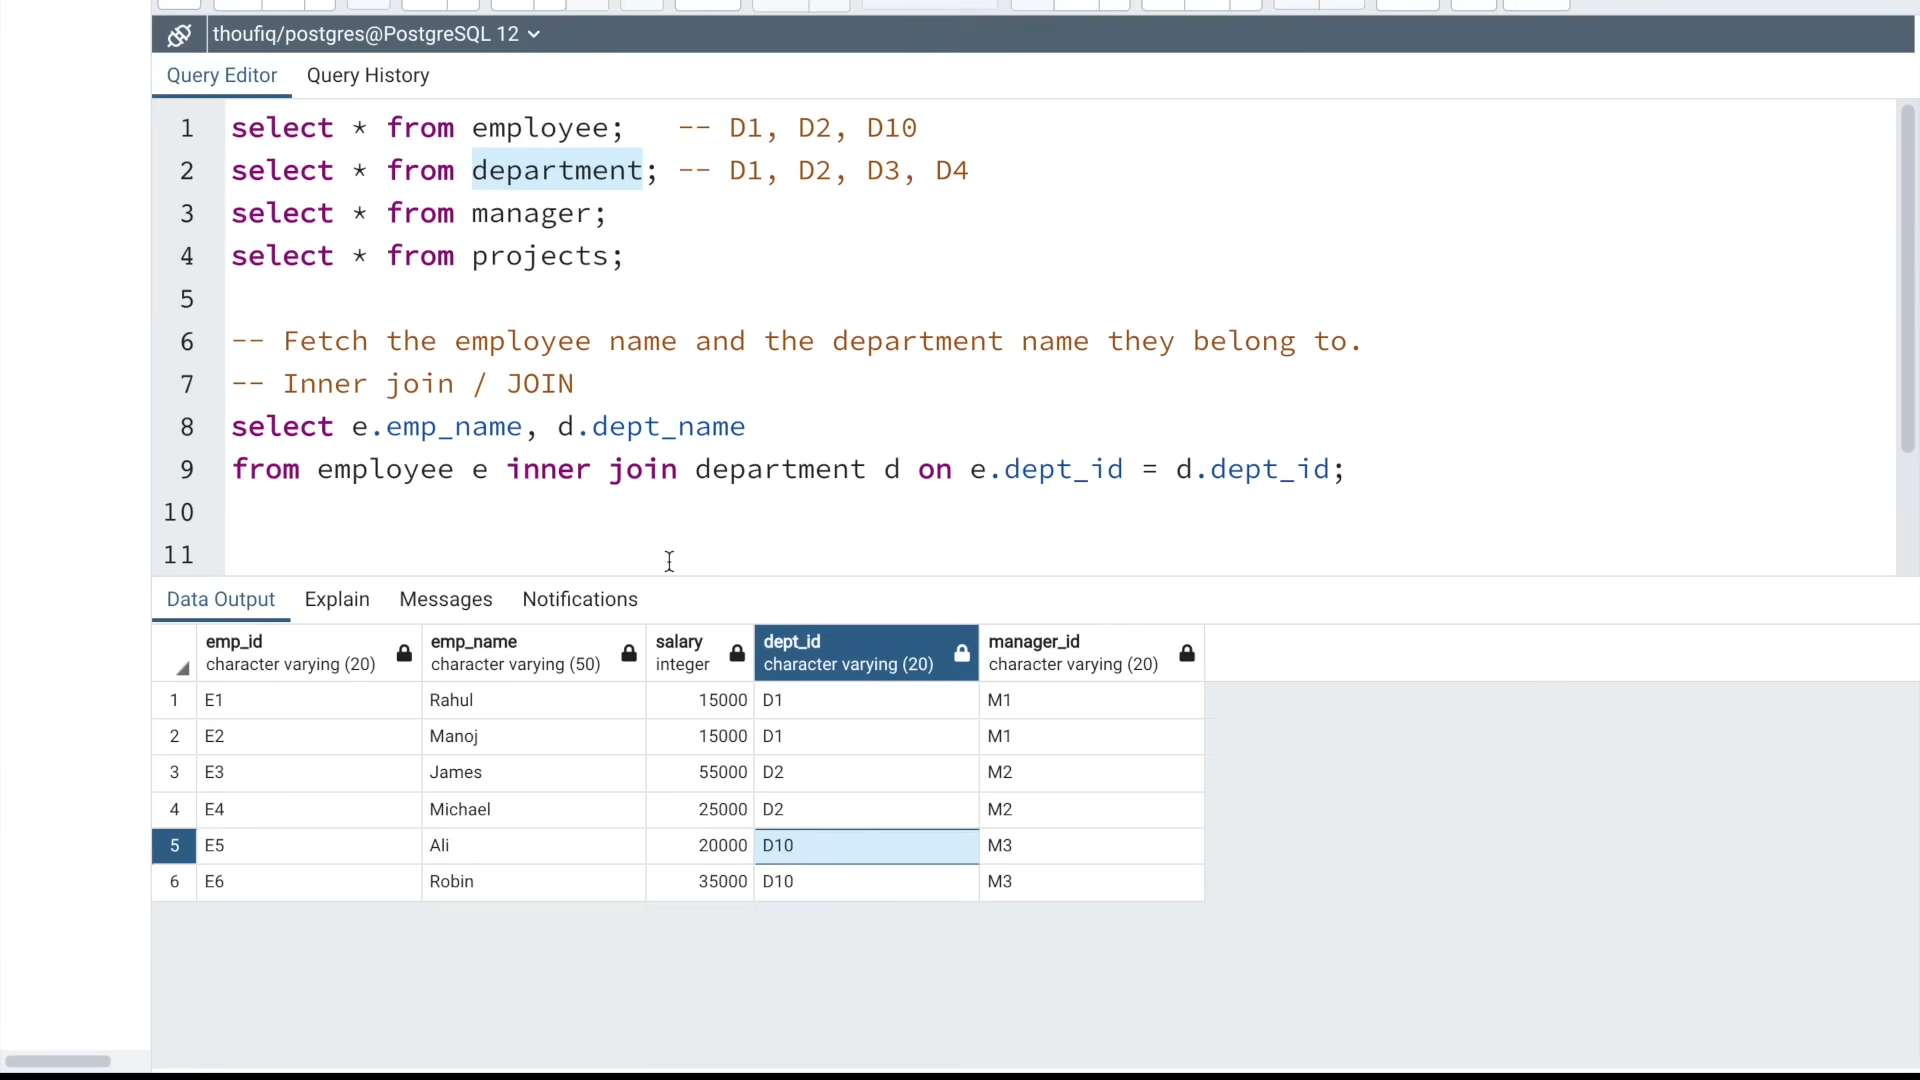 thoufiq/postgres@PostgreSQL 12
Query Editor Query History
1 select * from employee; -- D1, D2, D10
2 select * from department; -- D1, D2, D3, D4
3 select * from manager;
4 select * from projects;
5
6 -- Fetch the employee name and the department name they belong to.
7 -- Inner join / JOIN
8 select e.emp_name, d.dept_name
9 from employee e inner join department d on e.dept_id = d.dept_id;
10
11
Data Output Explain Messages Notifications
emp_id emp_name salary dept_id manager_id
character varying (20) character varying (50) integer character varying (20) character varying (20)
1 E1 Rahul 15000 D1 M1
2 E2 Manoj 15000 D1 M1
3 E3 James 55000 D2 M2
4 E4 Michael 25000 D2 M2
5 E5 Ali 20000 D10 M3
6 E6 Robin 35000 D10 M3